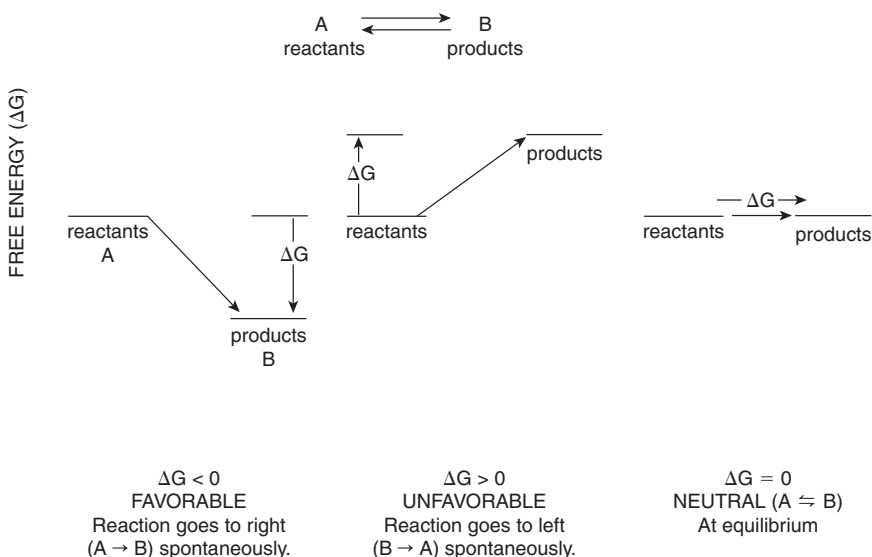 A ⇄ B
reactants products
FREE ENERGY (ΔG)
reactants
A
ΔG
products
B
ΔG
reactants
products
ΔG
reactants
products
ΔG < 0
FAVORABLE
Reaction goes to right
(A → B) spontaneously.
ΔG > 0
UNFAVORABLE
Reaction goes to left
(B → A) spontaneously.
ΔG = 0
NEUTRAL (A ⇋ B)
At equilibrium